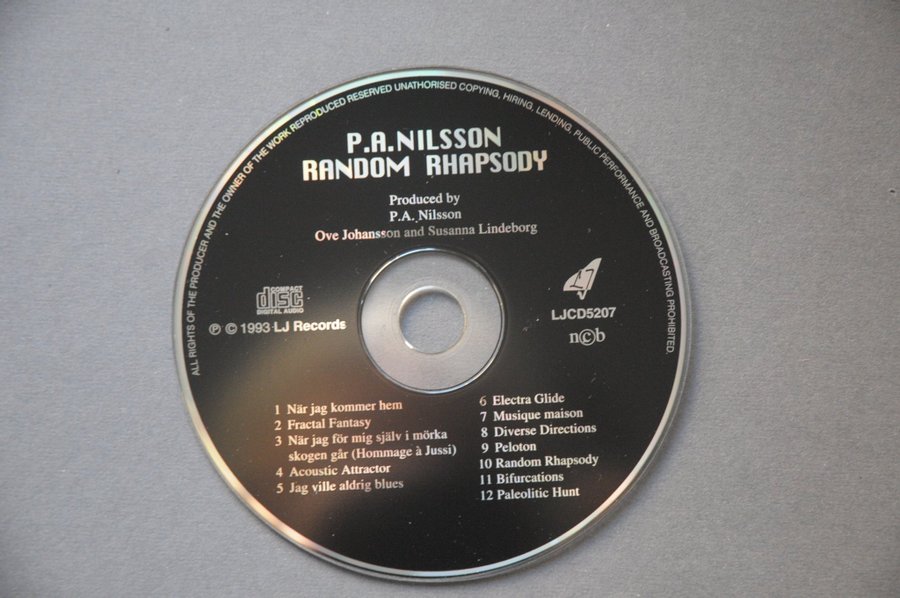 ALL RIGHTS OF THE PRODUCER AND THE OWNER OF THE WORK REPRODUCED RESERVED UNATHORISED COPYING, HIRING, LENDING, PUBLIC PERFORMANCE AND BROADCASTING PROHIBITED.
P.A.NILSSON
RANDOM RHAPSODY
Produced by
P.A. Nilsson
Ove Johansson and Susanna Lindeborg
COMPACT
disc
DIGITAL AUDIO
℗ © 1993 LJ Records
LJ
LJCD5207
n©b
1 När jag kommer hem
2 Fractal Fantasy
3 När jag för mig själv i mörka
skogen går (Hommage à Jussi)
4 Acoustic Attractor
5 Jag ville aldrig blues
6 Electra Glide
7 Musique maison
8 Diverse Directions
9 Peloton
10 Random Rhapsody
11 Bifurcations
12 Paleolitic Hunt